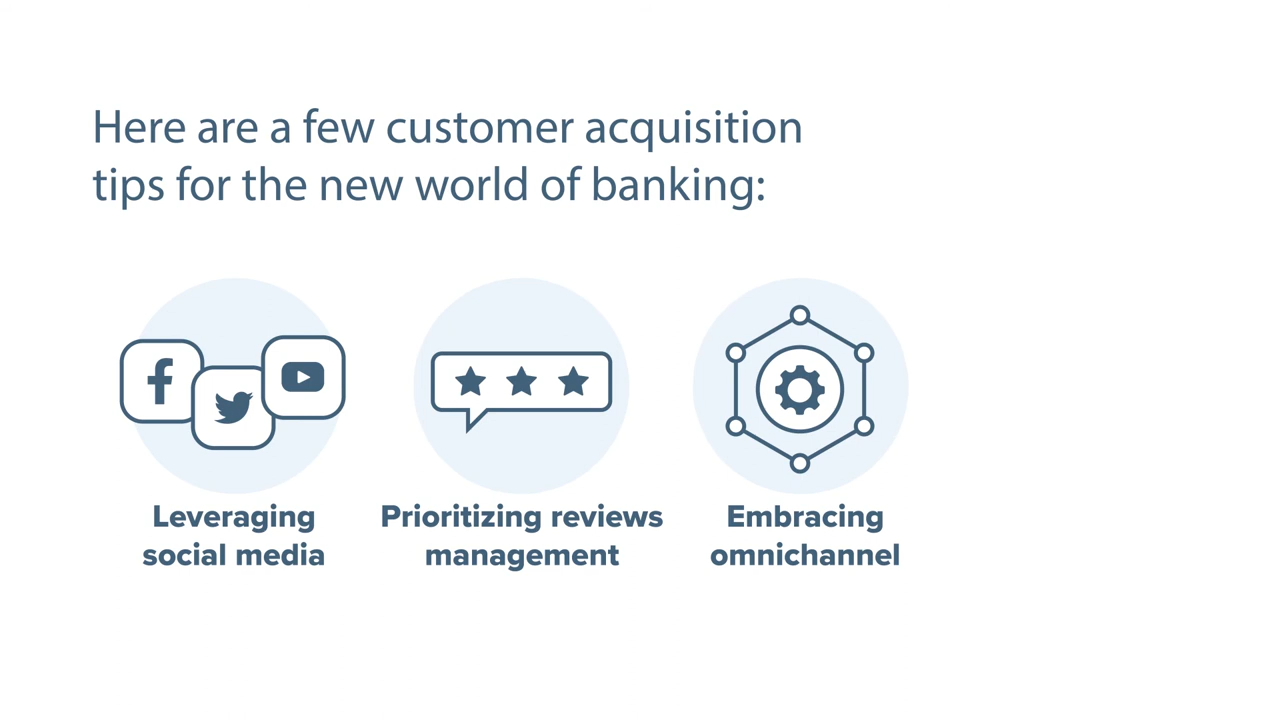 Here are a few customer acquisition
tips for the new world of banking:
Leveraging
social media
Prioritizing reviews
management
Embracing
omnichannel